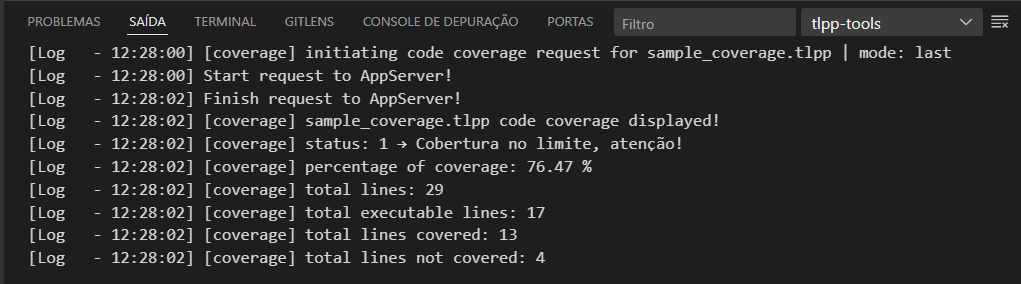 PROBLEMAS SAÍDA TERMINAL GITLENS CONSOLE DE DEPURAÇÃO PORTAS Filtro tlpp-tools
[Log   - 12:28:00] [coverage] initiating code coverage request for sample_coverage.tlpp | mode: last
[Log   - 12:28:00] Start request to AppServer!
[Log   - 12:28:02] Finish request to AppServer!
[Log   - 12:28:02] [coverage] sample_coverage.tlpp code coverage displayed!
[Log   - 12:28:02] [coverage] status: 1 → Cobertura no limite, atenção!
[Log   - 12:28:02] [coverage] percentage of coverage: 76.47 %
[Log   - 12:28:02] [coverage] total lines: 29
[Log   - 12:28:02] [coverage] total executable lines: 17
[Log   - 12:28:02] [coverage] total lines covered: 13
[Log   - 12:28:02] [coverage] total lines not covered: 4